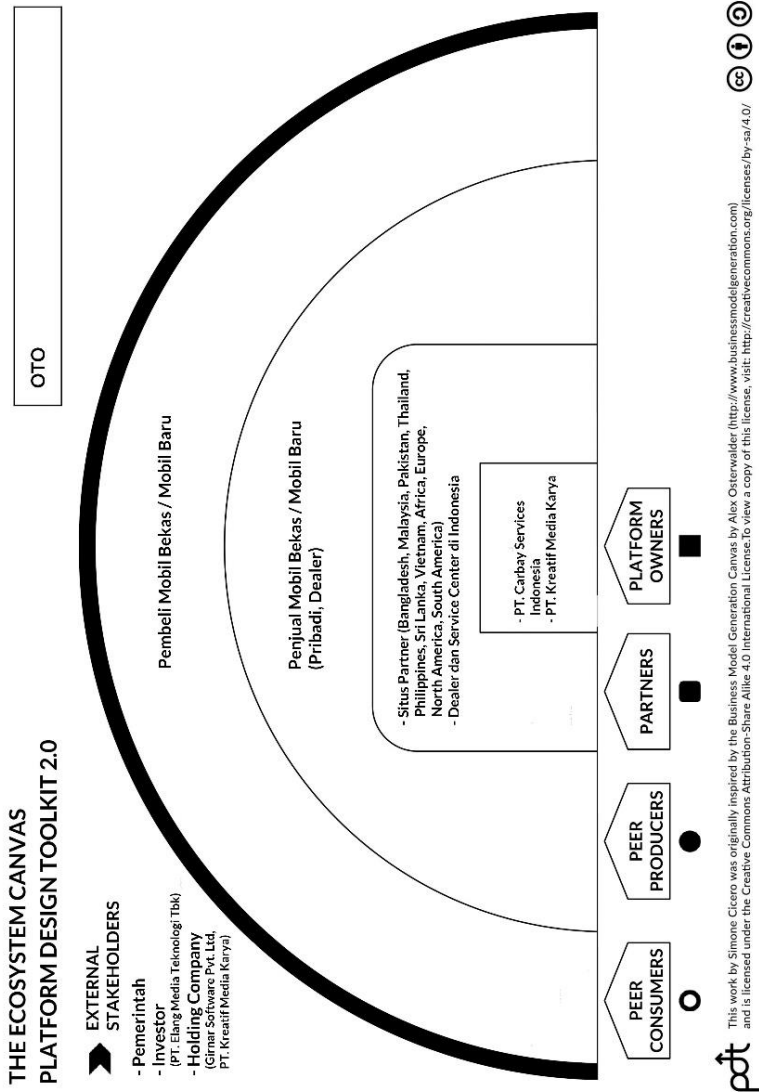 THE ECOSYSTEM CANVAS
PLATFORM DESIGN TOOLKIT 2.0
OTO
EXTERNAL
STAKEHOLDERS
- Pemerintah
- Investor
(PT. Elang Media Teknologi Tbk)
- Holding Company
(Girnar Software Pvt. Ltd,
PT. Kreatif Media Karya)
Pembeli Mobil Bekas / Mobil Baru
Penjual Mobil Bekas / Mobil Baru
(Pribadi, Dealer)
- Situs Partner (Bangladesh, Malaysia, Pakistan, Thailand,
Philippines, Sri Lanka, Vietnam, Africa, Europe,
North America, South America)
- Dealer dan Service Center di Indonesia
- PT. Carbay Services
Indonesia
- PT. Kreatif Media Karya
PEER
CONSUMERS
PEER
PRODUCERS
PARTNERS
PLATFORM
OWNERS
pdt
This work by Simone Cicero was originally inspired by the Business Model Generation Canvas by Alex Osterwalder (http://www.businessmodelgeneration.com)
and is licensed under the Creative Commons Attribution-Share Alike 4.0 International License.To view a copy of this license, visit: http://creativecommons.org/licenses/by-sa/4.0/
cc